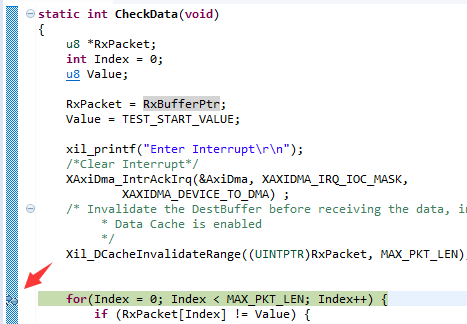 static int CheckData(void)
{
u8 *RxPacket;
int Index = 0;
u8 Value;
RxPacket = RxBufferPtr;
Value = TEST_START_VALUE;
xil_printf("Enter Interrupt\r\n");
/*Clear Interrupt*/
XAxiDma_IntrAckIrq(&AxiDma, XAXIDMA_IRQ_IOC_MASK,
XAXIDMA_DEVICE_TO_DMA) ;
/* Invalidate the DestBuffer before receiving the data, i
* Data Cache is enabled
*/
Xil_DCacheInvalidateRange((UINTPTR)RxPacket, MAX_PKT_LEN)
for(Index = 0; Index < MAX_PKT_LEN; Index++) {
if (RxPacket[Index] != Value) {